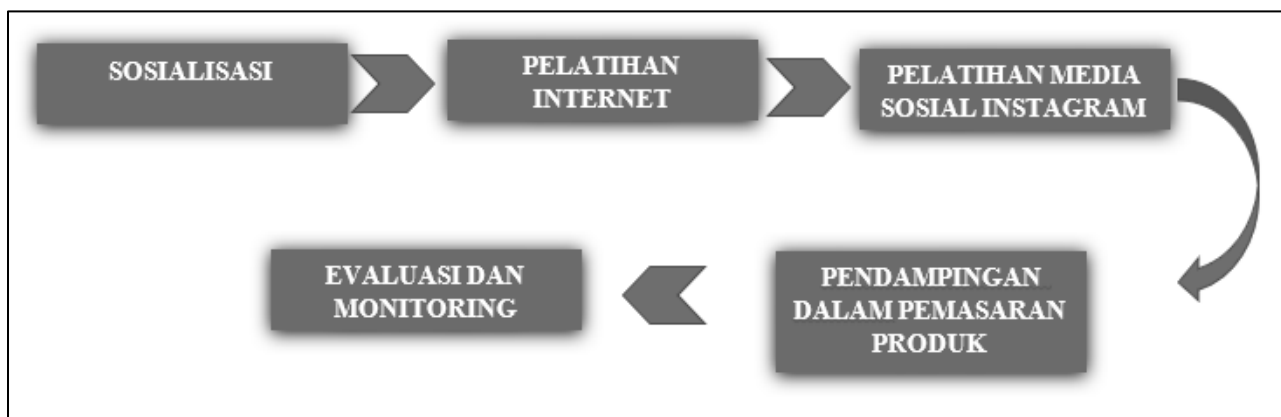 SOSIALISASI
PELATIHAN
INTERNET
PELATIHAN MEDIA
SOSIAL INSTAGRAM
PENDAMPINGAN
DALAM PEMASARAN
PRODUK
EVALUASI DAN
MONITORING